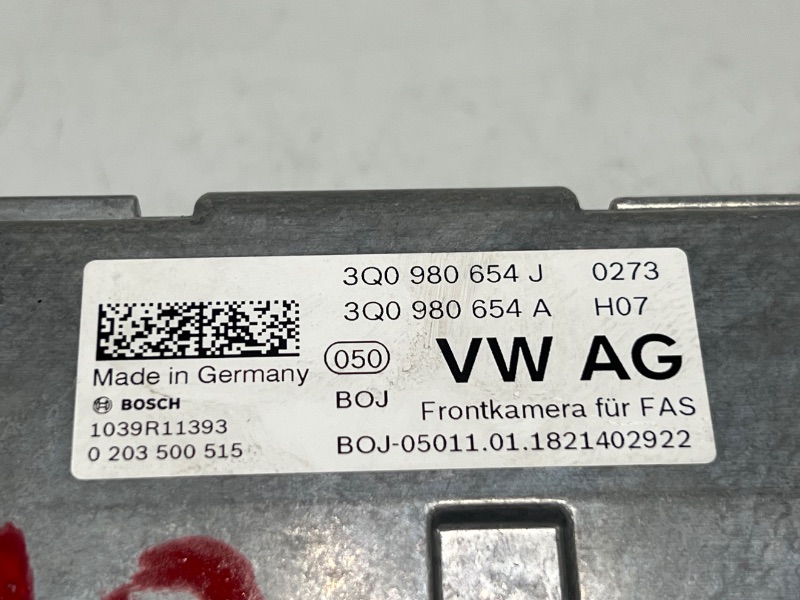 3Q0 980 654 J 0273
3Q0 980 654 A H07
050 VW AG
Made in Germany
BOSCH BOJ Frontkamera für FAS
1039R11393
0 203 500 515 BOJ-05011.01.1821402922